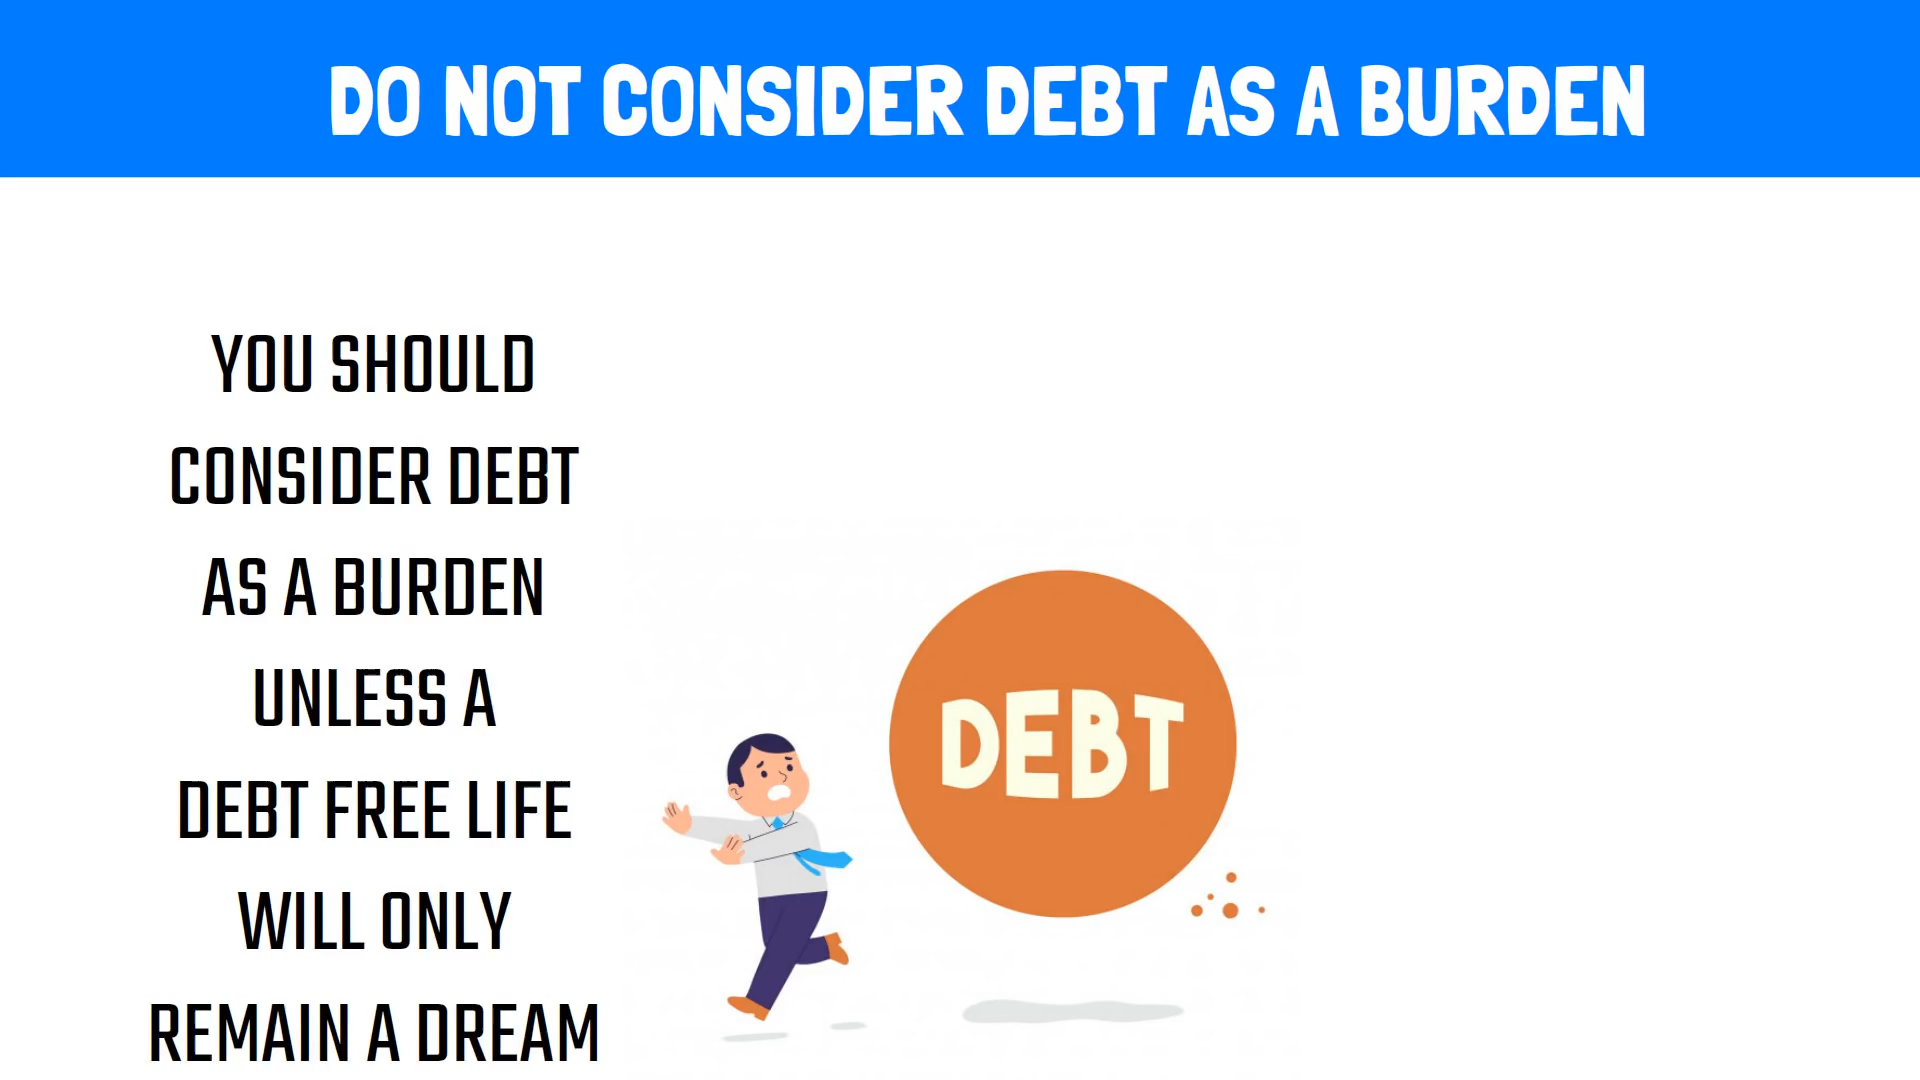 DO NOT CONSIDER DEBT AS A BURDEN
YOU SHOULD
CONSIDER DEBT
AS A BURDEN
UNLESS A
DEBT FREE LIFE
WILL ONLY
REMAIN A DREAM
DEBT